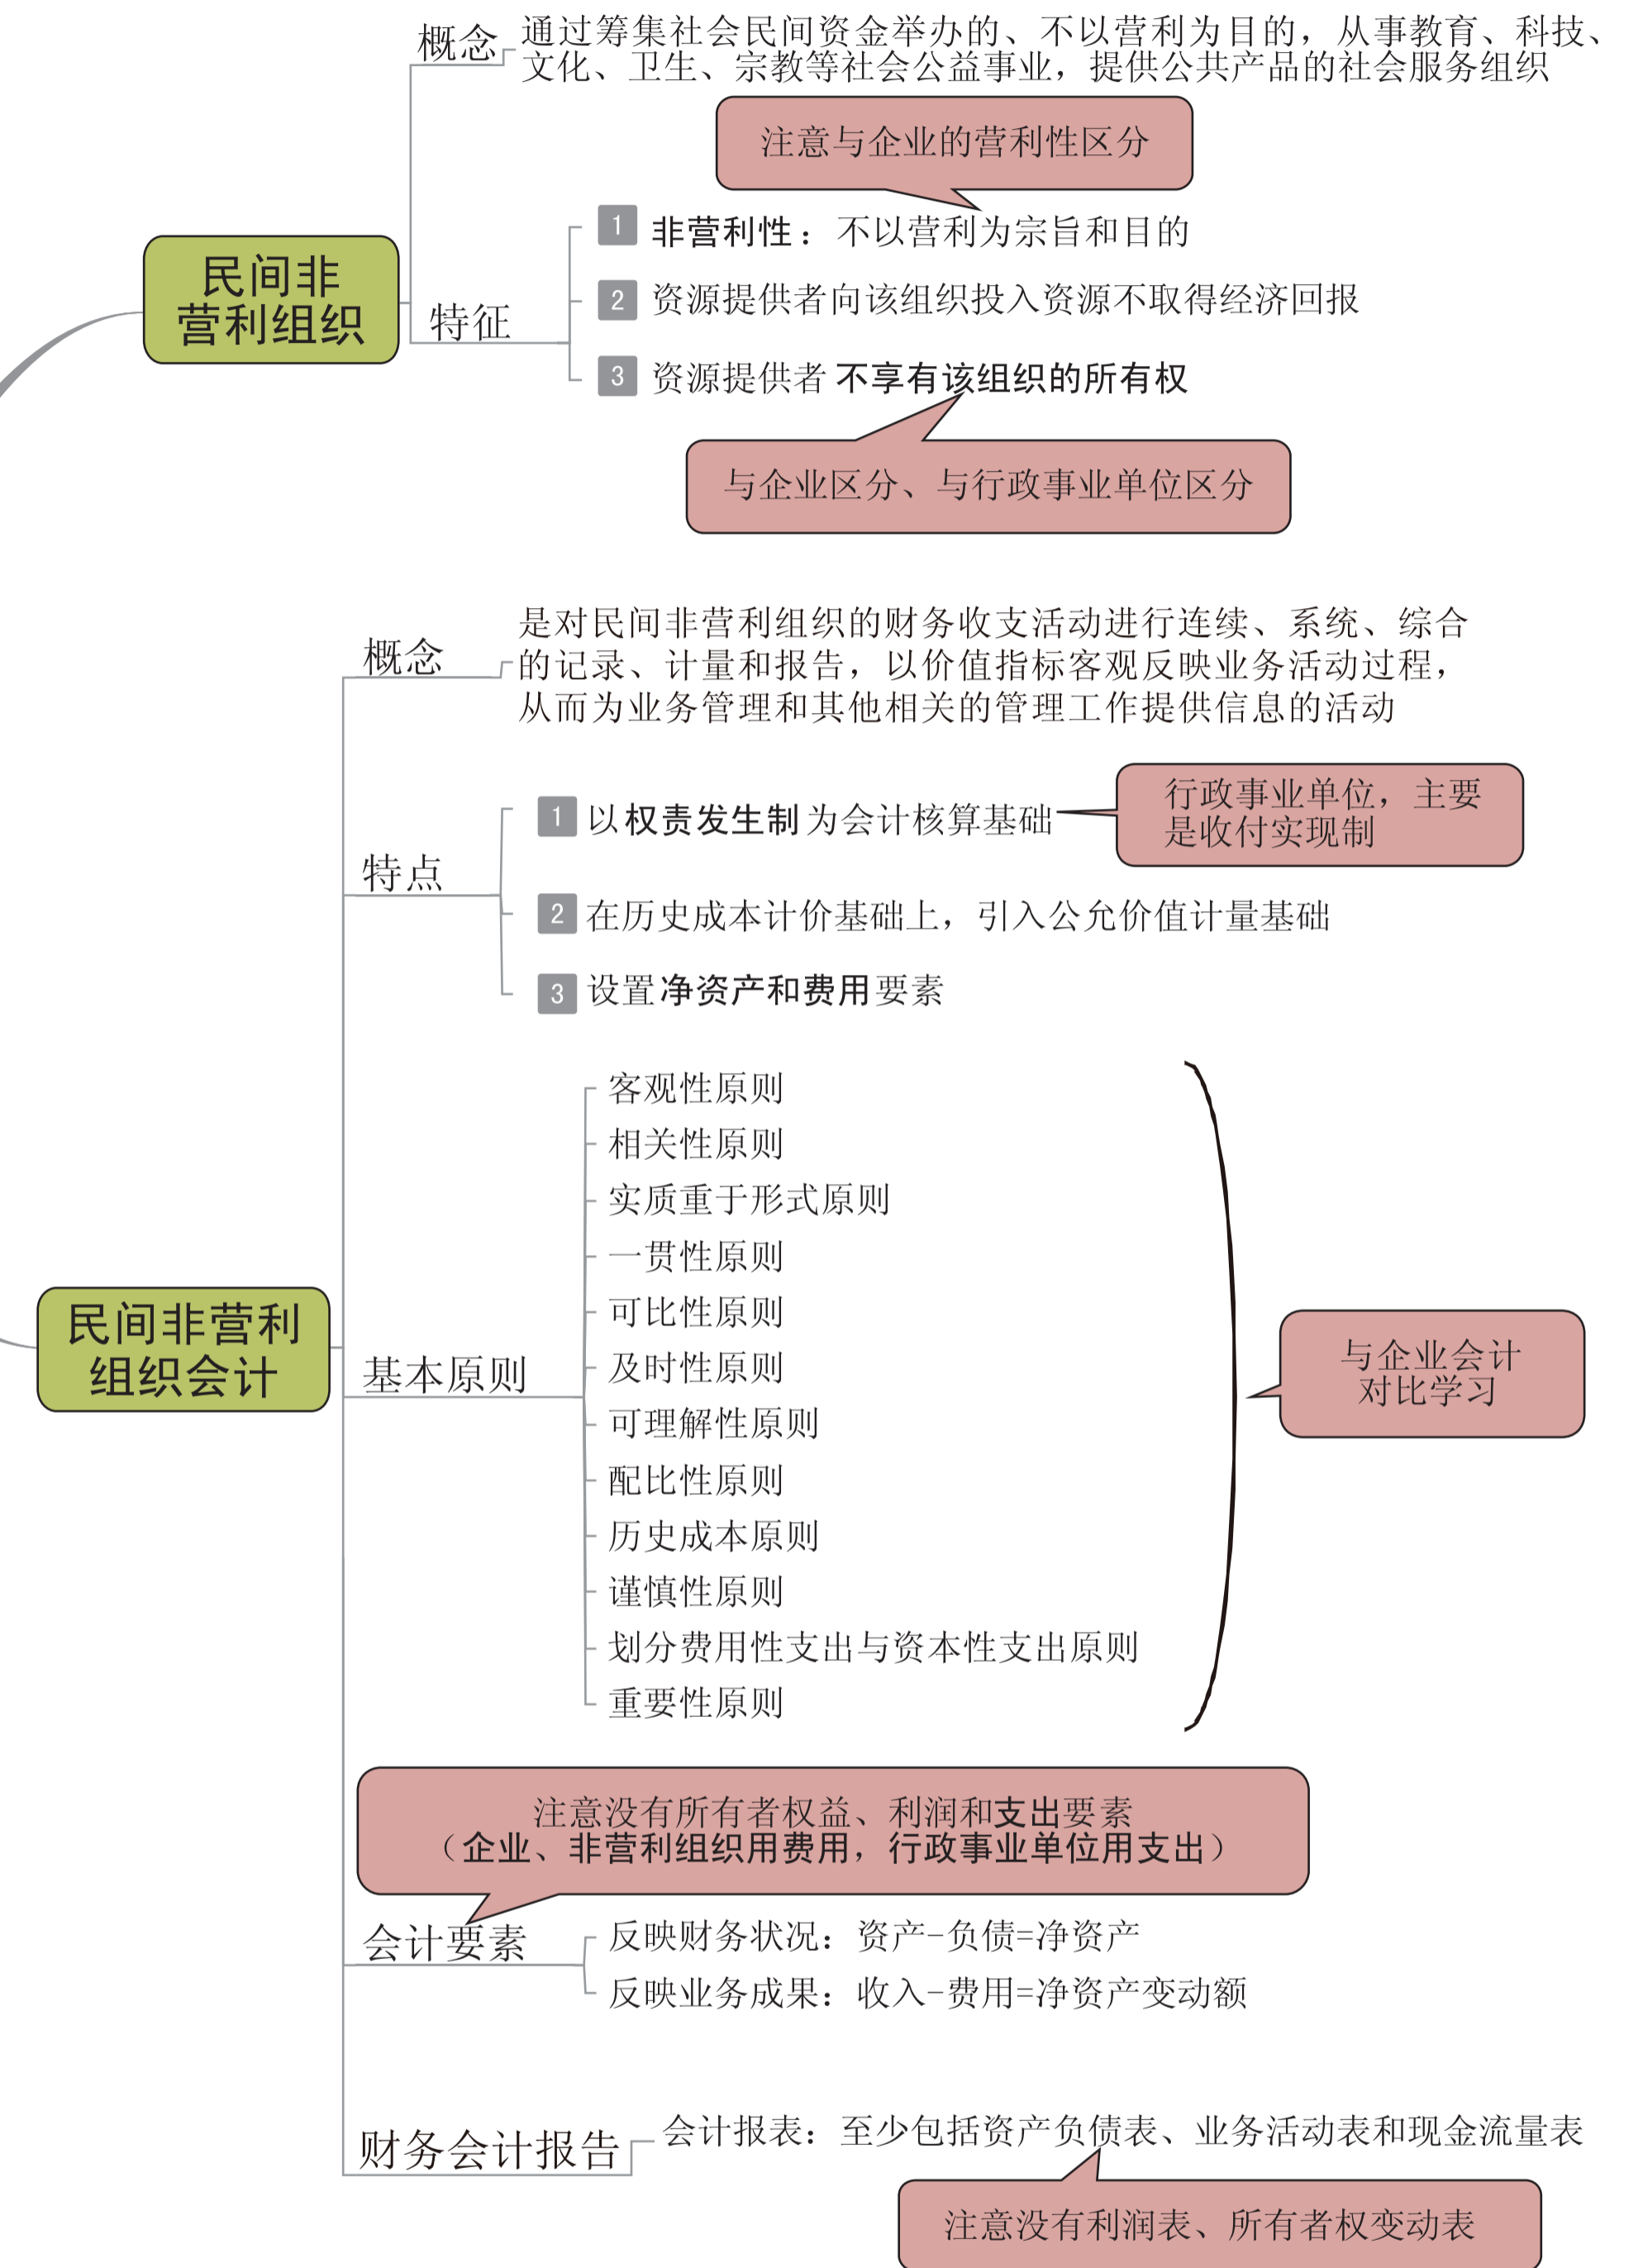 概念
通过筹集社会民间资金举办的、不以营利为目的，从事教育、科技、
文化、卫生、宗教等社会公益事业，提供公共产品的社会服务组织
注意与企业的营利性区分
民间非
营利组织
特征
1 非营利性：不以营利为宗旨和目的
2 资源提供者向该组织投入资源不取得经济回报
3 资源提供者 不享有该组织的所有权
与企业区分、与行政事业单位区分
概念
是对民间非营利组织的财务收支活动进行连续、系统、综合
的记录、计量和报告，以价值指标客观反映业务活动过程，
从而为业务管理和其他相关的管理工作提供信息的活动
特点
1 以权责发生制为会计核算基础
行政事业单位，主要
是收付实现制
2 在历史成本计价基础上，引入公允价值计量基础
3 设置净资产和费用要素
民间非营利
组织会计
基本原则
客观性原则
相关性原则
实质重于形式原则
一贯性原则
可比性原则
及时性原则
可理解性原则
配比性原则
历史成本原则
谨慎性原则
划分费用性支出与资本性支出原则
重要性原则
与企业会计
对比学习
注意没有所有者权益、利润和支出要素
（企业、非营利组织用费用，行政事业单位用支出）
会计要素
反映财务状况：资产-负债=净资产
反映业务成果：收入-费用=净资产变动额
财务会计报告
会计报表：至少包括资产负债表、业务活动表和现金流量表
注意没有利润表、所有者权变动表